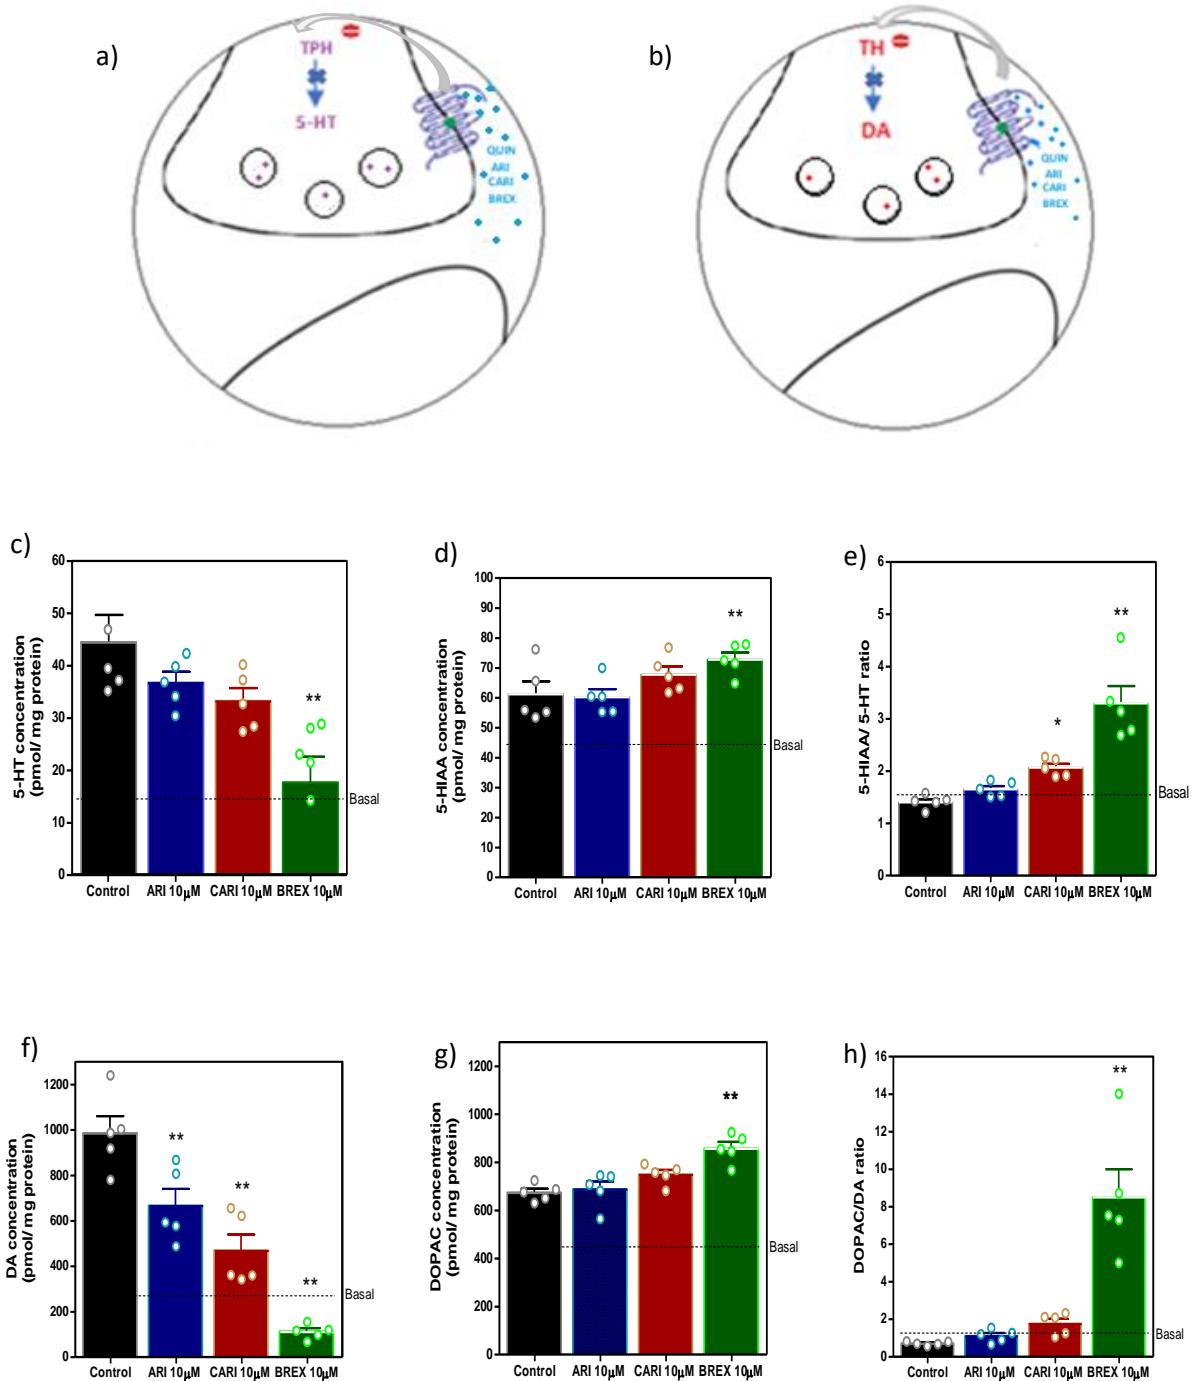 a)
TPH
5-HT
QUIN
ARI
CARI
BREX
b)
TH
DA
QUIN
ARI
CARI
BREX
c)
5-HT concentration
(pmol/ mg protein)
60
50
40
30
20
10
0
**
Basal
Control
ARI 10μM
CARI 10μM
BREX 10μM
d)
5-HIAA concentration
(pmol/ mg protein)
100
90
80
70
60
50
40
30
20
10
0
**
Basal
Control
ARI 10μM
CARI 10μM
BREX 10μM
e)
5-HIAA/ 5-HT ratio
6
5
4
3
2
1
0
*
**
Basal
Control
ARI 10μM
CARI 10μM
BREX 10μM
f)
DA concentration
(pmol/ mg protein)
1200
1000
800
600
400
200
0
**
**
**
Basal
Control
ARI 10μM
CARI 10μM
BREX 10μM
g)
DOPAC concentration
(pmol/ mg protein)
1200
1000
800
600
400
200
0
**
Basal
Control
ARI 10μM
CARI 10μM
BREX 10μM
h)
DOPAC/DA ratio
16
14
12
10
8
6
4
2
0
**
Basal
Control
ARI 10μM
CARI 10μM
BREX 10μM